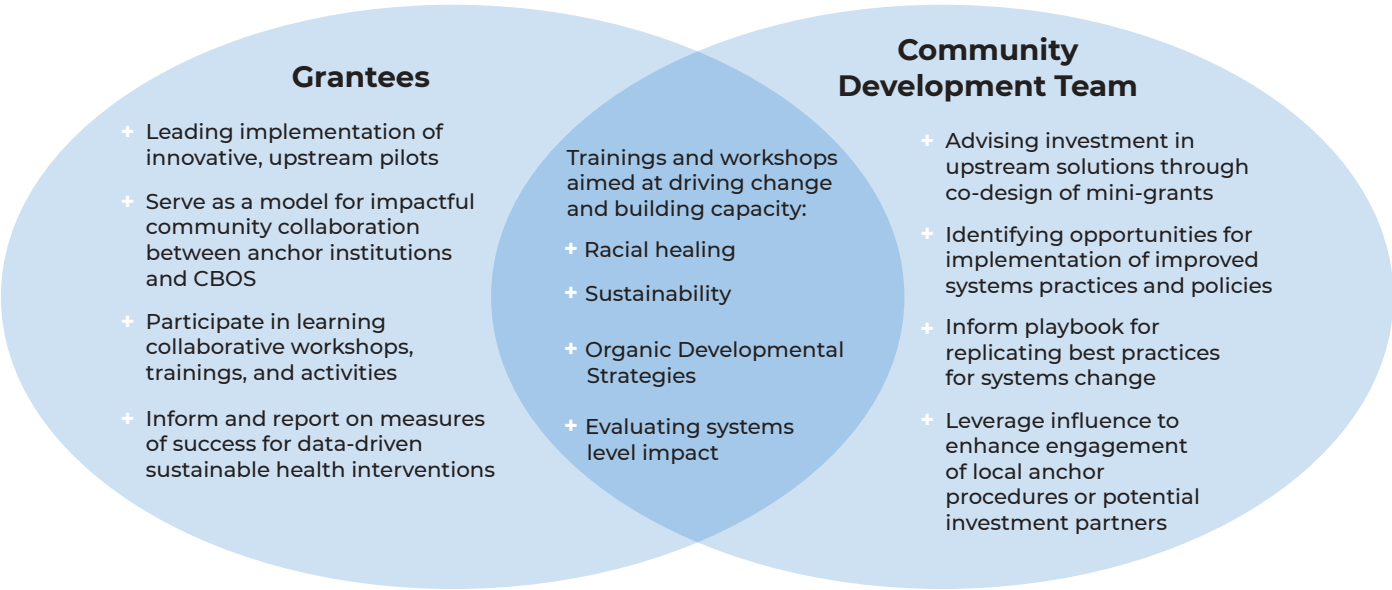 Grantees
+ Leading implementation of
innovative, upstream pilots
+ Serve as a model for impactful
community collaboration
between anchor institutions
and CBOS
+ Participate in learning
collaborative workshops,
trainings, and activities
+ Inform and report on measures
of success for data-driven
sustainable health interventions
Trainings and workshops
aimed at driving change
and building capacity:
+ Racial healing
+ Sustainability
+ Organic Developmental
Strategies
+ Evaluating systems
level impact
Community
Development Team
+ Advising investment in
upstream solutions through
co-design of mini-grants
+ Identifying opportunities for
implementation of improved
systems practices and policies
+ Inform playbook for
replicating best practices
for systems change
+ Leverage influence to
enhance engagement
of local anchor
procedures or potential
investment partners